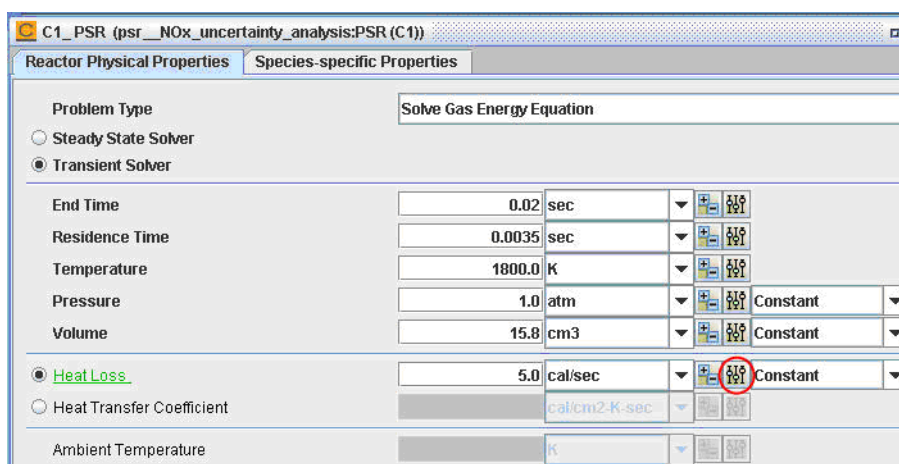 C1_ PSR (psr__NOx_uncertainty_analysis:PSR (C1))
Reactor Physical Properties Species-specific Properties
Problem Type Solve Gas Energy Equation
Steady State Solver
Transient Solver
End Time 0.02 sec
Residence Time 0.0035 sec
Temperature 1800.0 K
Pressure 1.0 atm Constant
Volume 15.8 cm3 Constant
Heat Loss 5.0 cal/sec Constant
Heat Transfer Coefficient cal/cm2-K-sec
Ambient Temperature K